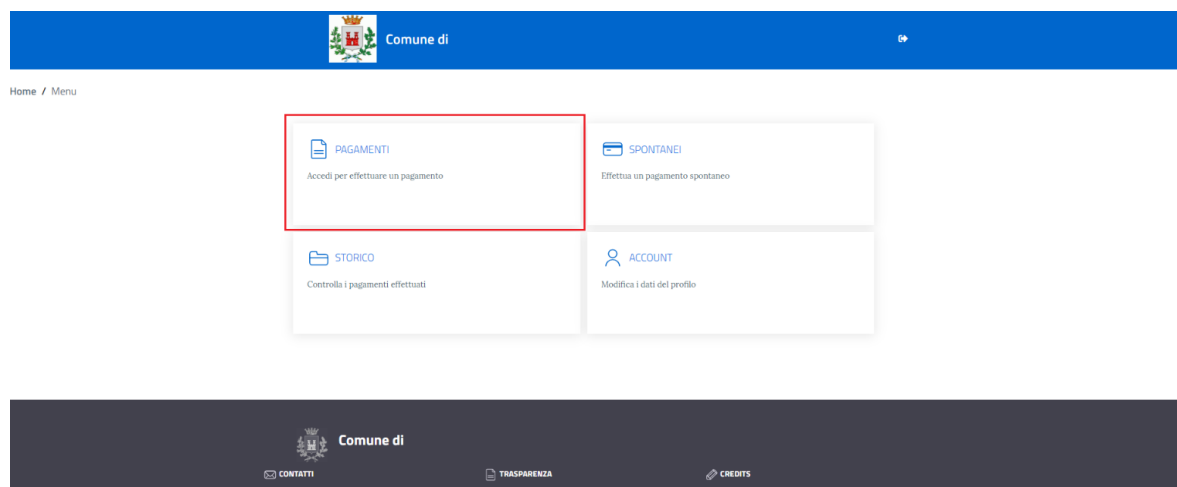 Comune di
Home / Menu
PAGAMENTI
Accedi per effettuare un pagamento
SPONTANEI
Effettua un pagamento spontaneo
STORICO
Controlla i pagamenti effettuati
ACCOUNT
Modifica i dati del profilo
Comune di
CONTATTI
TRASPARENZA
CREDITS